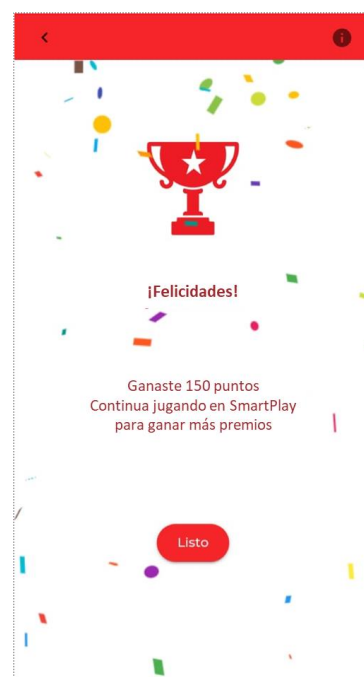 ¡Felicidades!
Ganaste 150 puntos
Continua jugando en SmartPlay
para ganar más premios
Listo